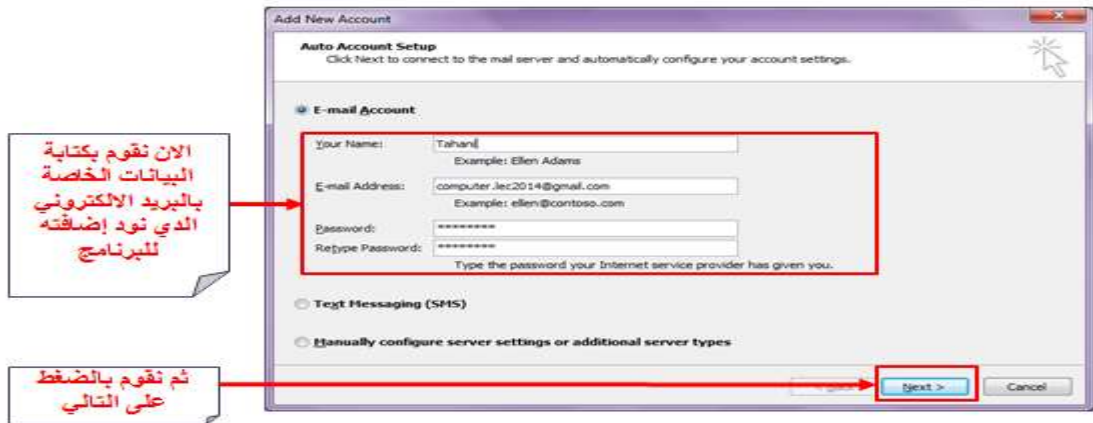 Add New Account
Auto Account Setup
Click Next to connect to the mail server and automatically configure your account settings.
E-mail Account
Your Name: Tahani
Example: Ellen Adams
E-mail Address: computer.lec2014@gmail.com
Example: ellen@contoso.com
Password: ********
Retype Password: ********
Type the password your Internet service provider has given you.
Text Messaging (SMS)
Manually configure server settings or additional server types
Next > Cancel
الان نقوم بكتابة
البيانات الخاصة
بالبريد الالكتروني
الدي نود إضافته
للبرنامج
ثم نقوم بالضغط
على التالي